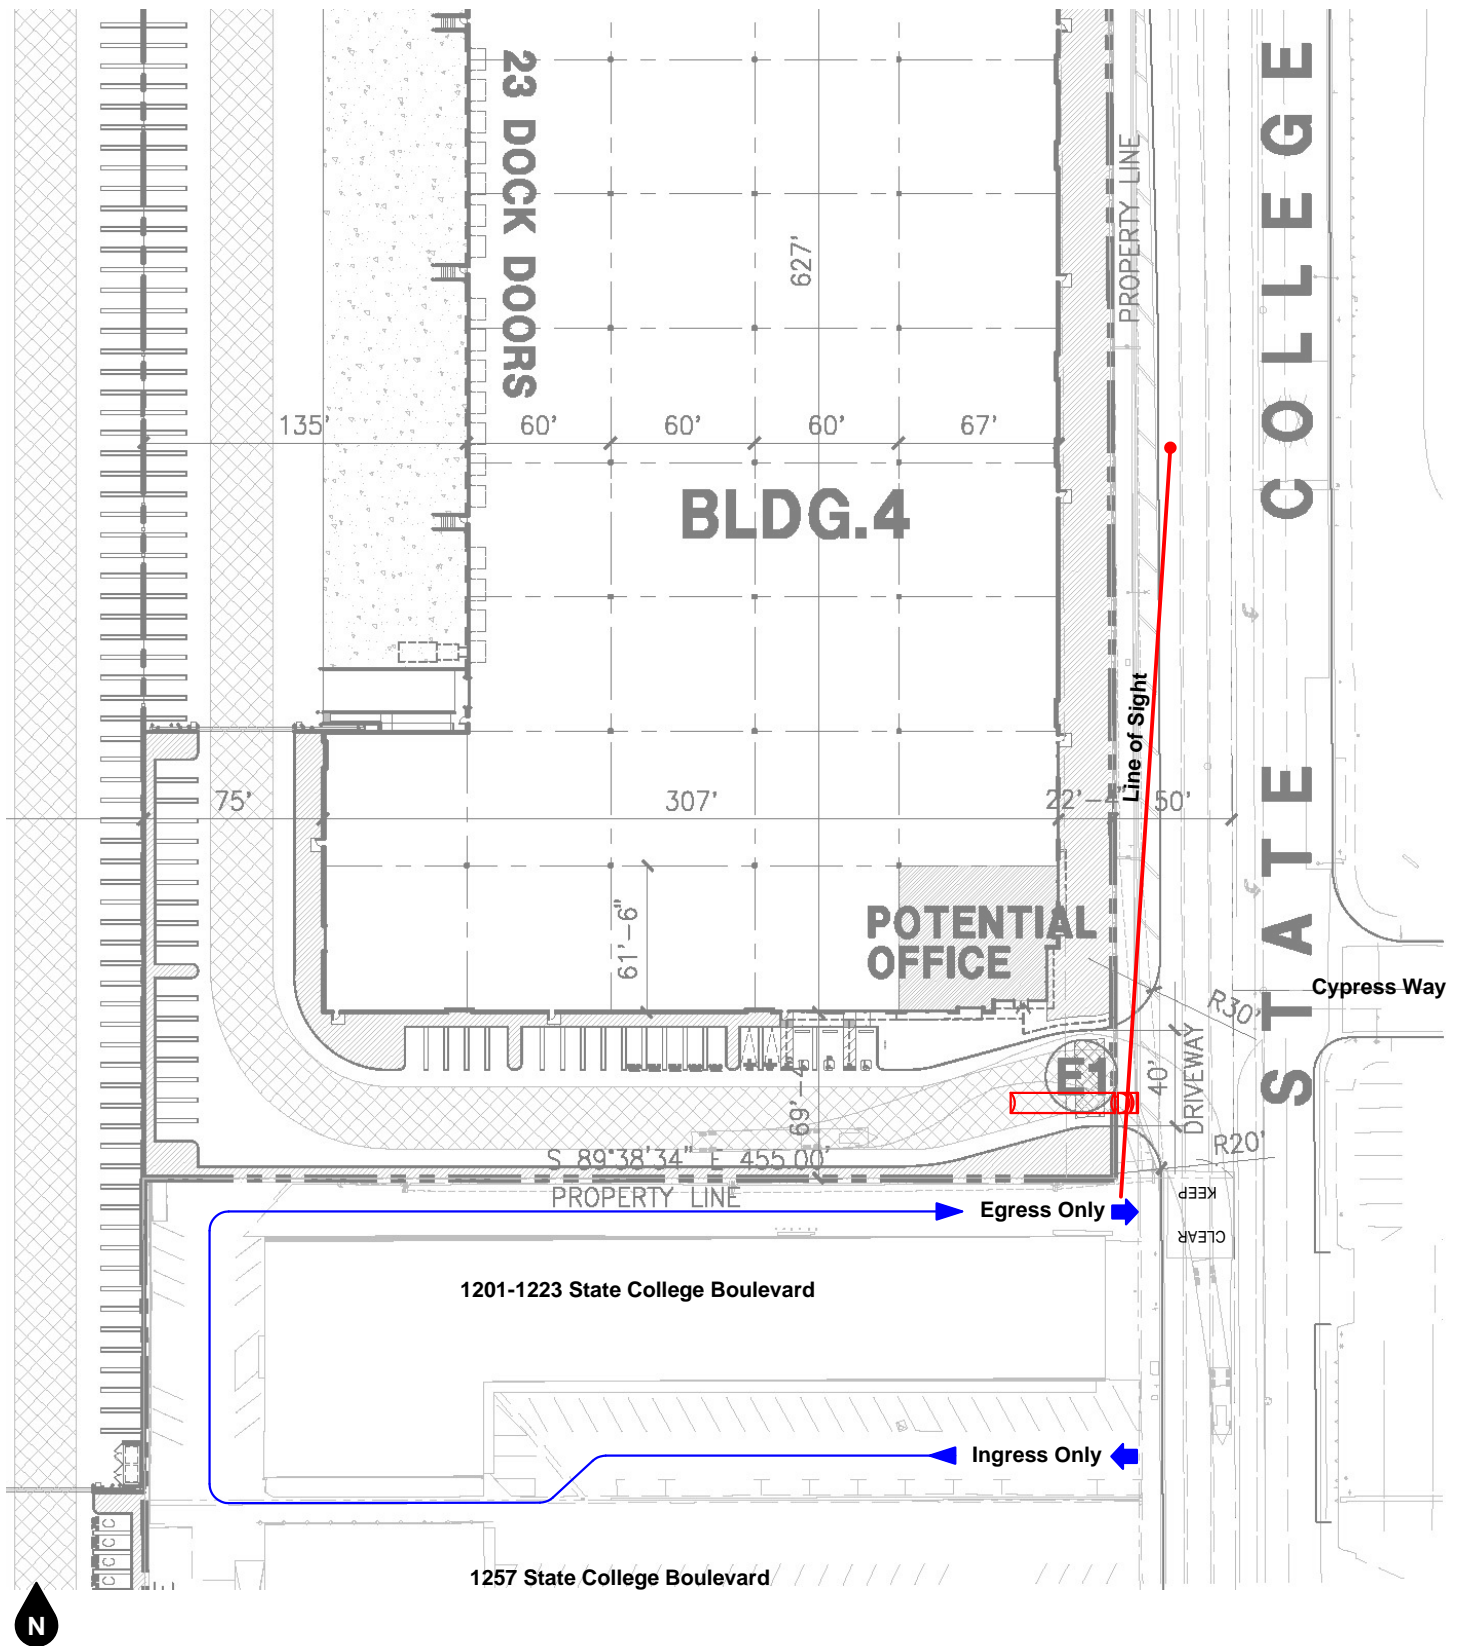 23 DOCK DOORS
PROPERTY LINE
STATE COLLEGE
627'
135'
60'
60'
60'
67'
BLDG.4
Line of Sight
75'
307'
22'-4"
50'
61'-6"
POTENTIAL
OFFICE
Cypress Way
R30'
E1
40'
DRIVEWAY
69'-4"
R20'
S 89°38'34" E 455.00'
PROPERTY LINE
KEEP
CLEAR
Egress Only
1201-1223 State College Boulevard
Ingress Only
C
C
C
C
1257 State College Boulevard
N